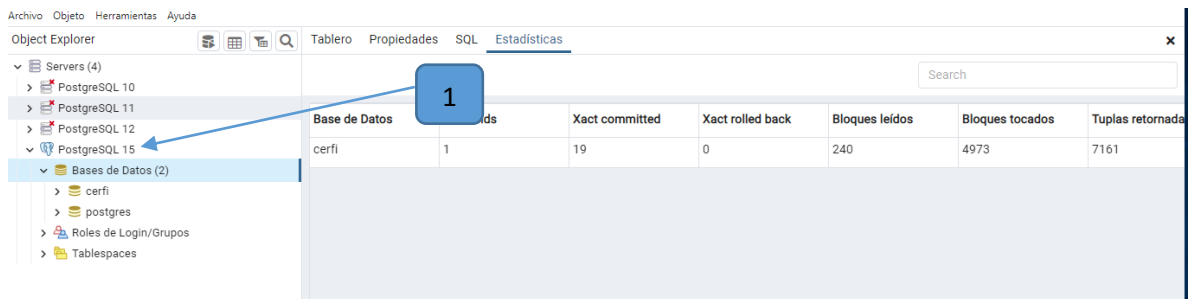 Archivo Objeto Herramientas Ayuda
Object Explorer
Tablero Propiedades SQL Estadísticas
Servers (4)
PostgreSQL 10
PostgreSQL 11
PostgreSQL 12
PostgreSQL 15
Bases de Datos (2)
cerfi
postgres
Roles de Login/Grupos
Tablespaces
Search
1
Base de Datos ds Xact committed Xact rolled back Bloques leídos Bloques tocados Tuplas retornada
cerfi 1 19 0 240 4973 7161